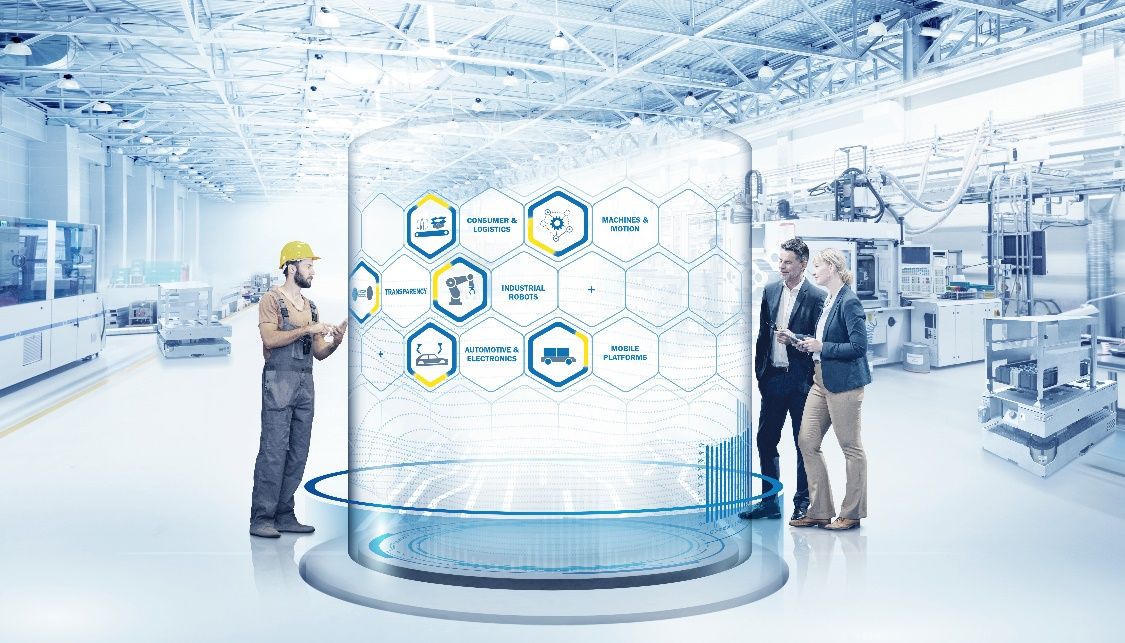 CONSUMER &
LOGISTICS
MACHINES &
MOTION
TRANSPARENCY
INDUSTRIAL
ROBOTS
+
+
AUTOMOTIVE &
ELECTRONICS
MOBILE
PLATFORMS